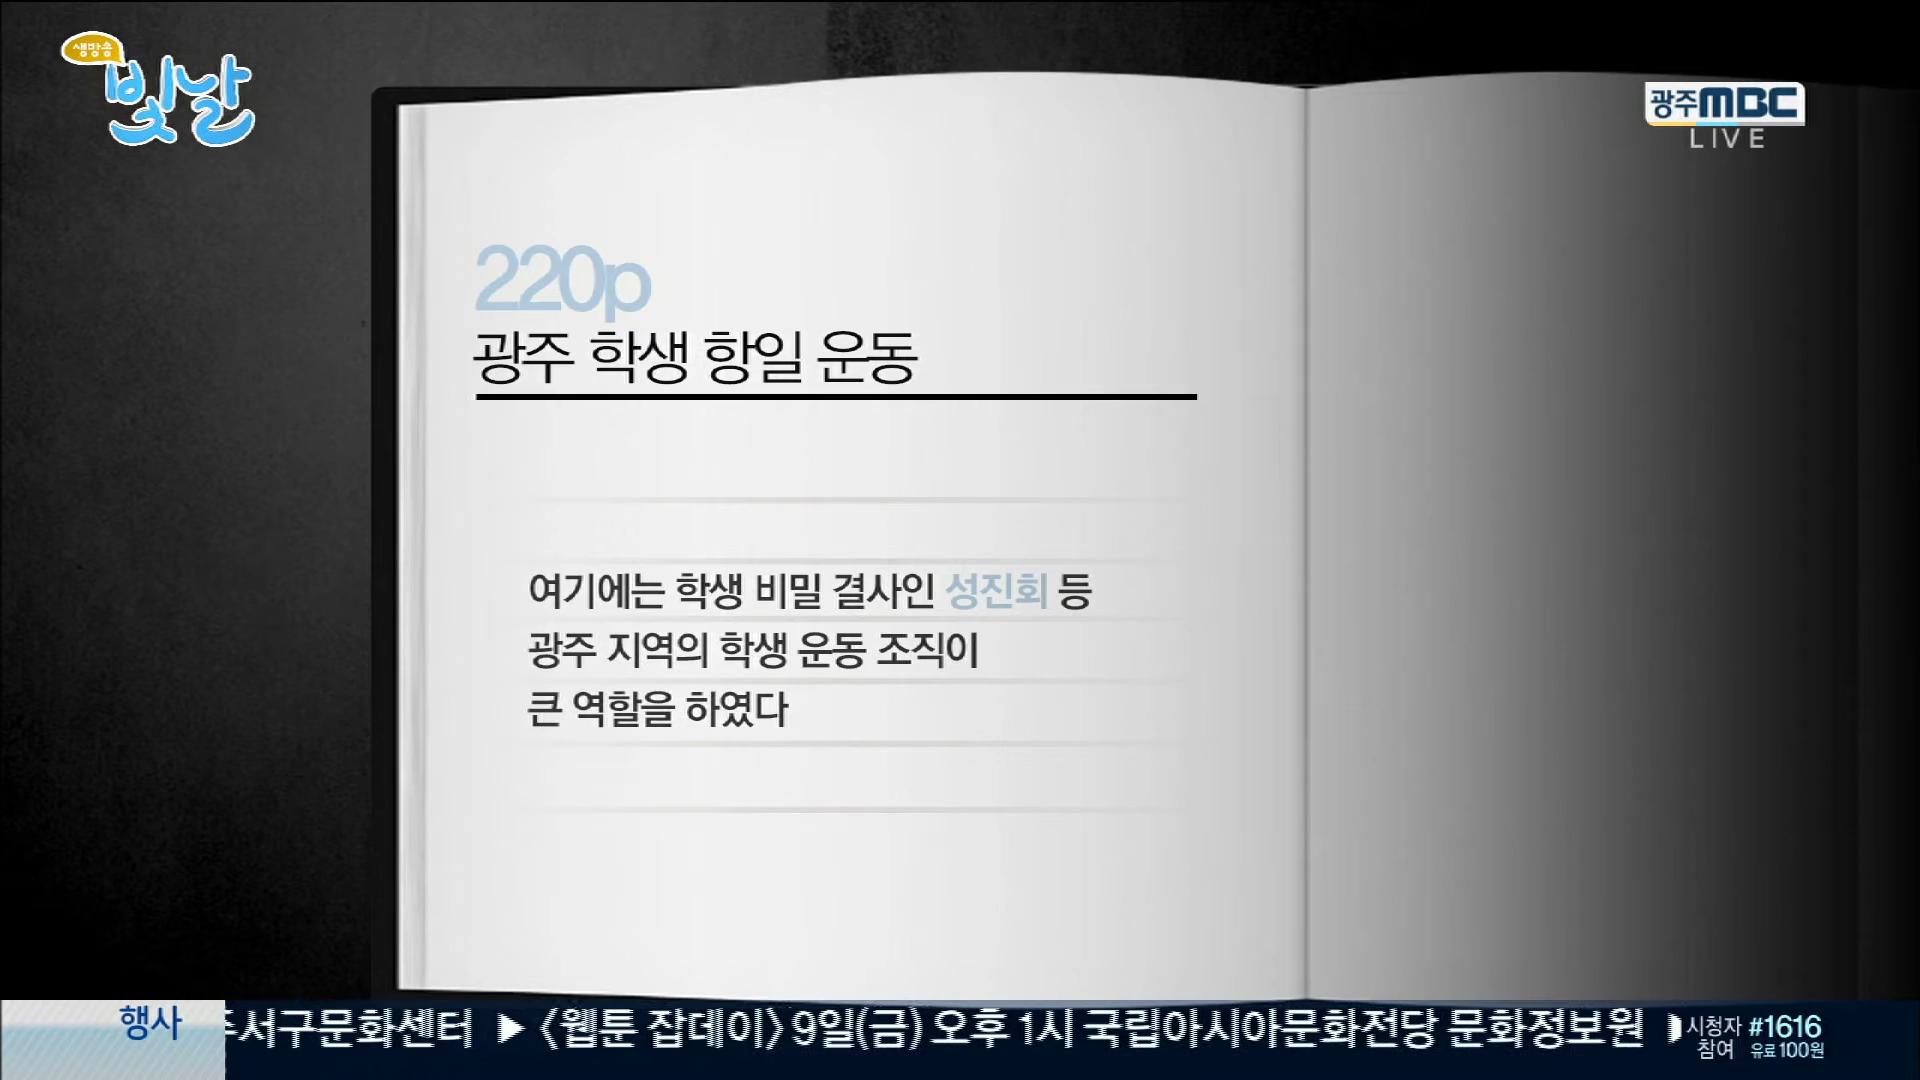 생방송
빛날
광주MBC
LIVE
220p
광주 학생 항일 운동
여기에는 학생 비밀 결사인 성진회 등
광주 지역의 학생 운동 조직이
큰 역할을 하였다
행사
서구문화센터 ▶ <웹툰 잡데이> 9일(금) 오후 1시 국립아시아문화전당 문화정보원
시청자 #1616
참여 유료 100원